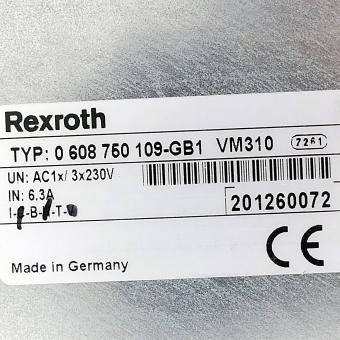 Rexroth
TYP: 0 608 750 109-GB1 VM310 7261
UN: AC1x/ 3x230V
IN: 6.3A
201260072
CE
Made in Germany